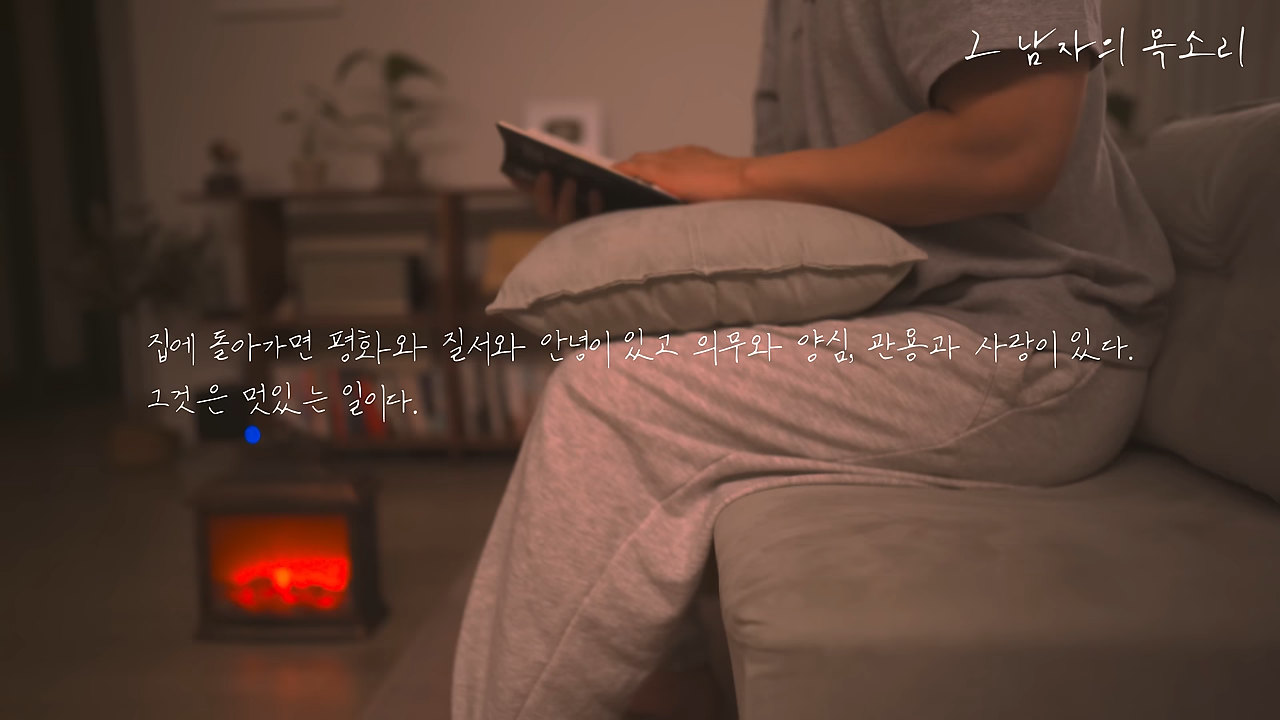 그 남자의 목소리
집에 돌아가면 평화와 질서와 안녕이 있고 의무와 양심, 관용과 사랑이 있다.
그것은 멋있는 일이다.